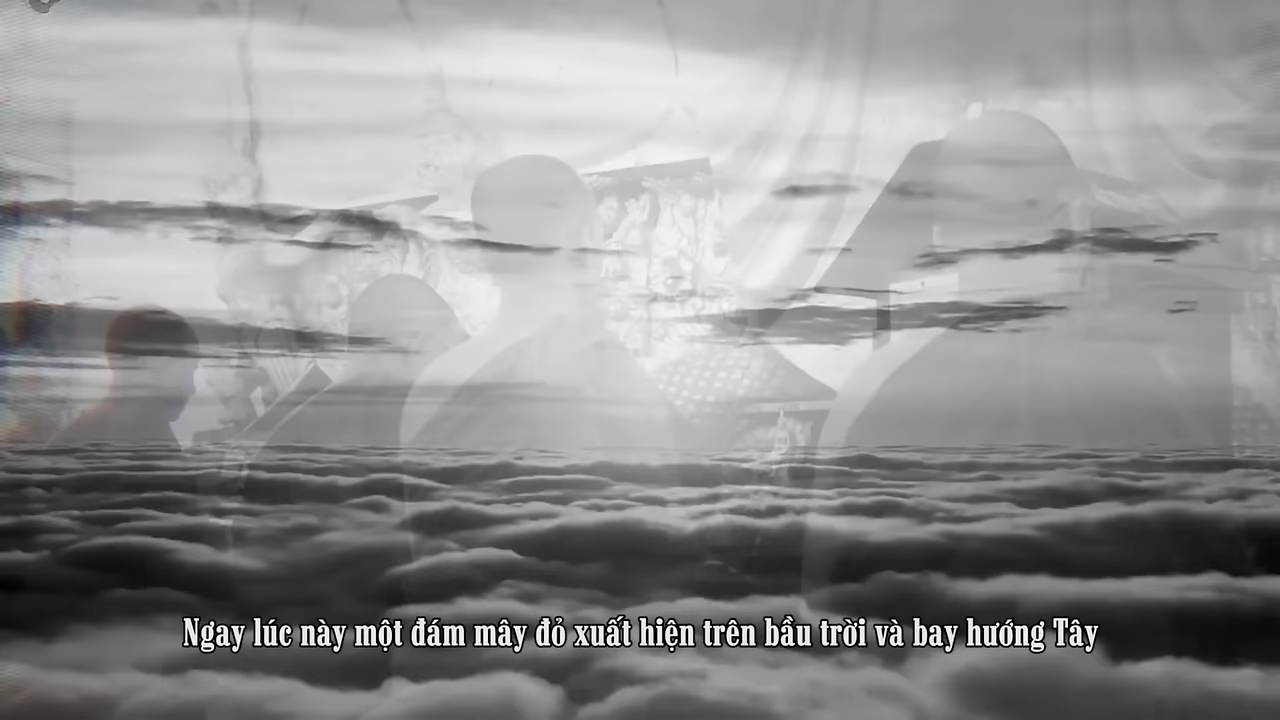 Ngay lúc này một đám mây đỏ xuất hiện trên bầu trời và bay hướng Tây